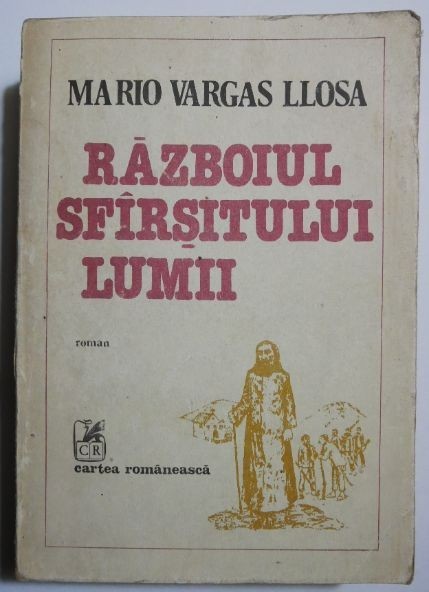 MARIO VARGAS LLOSA
RĂZBOIUL
SFÎRȘITULUI
LUMII
roman
CR
cartea românească